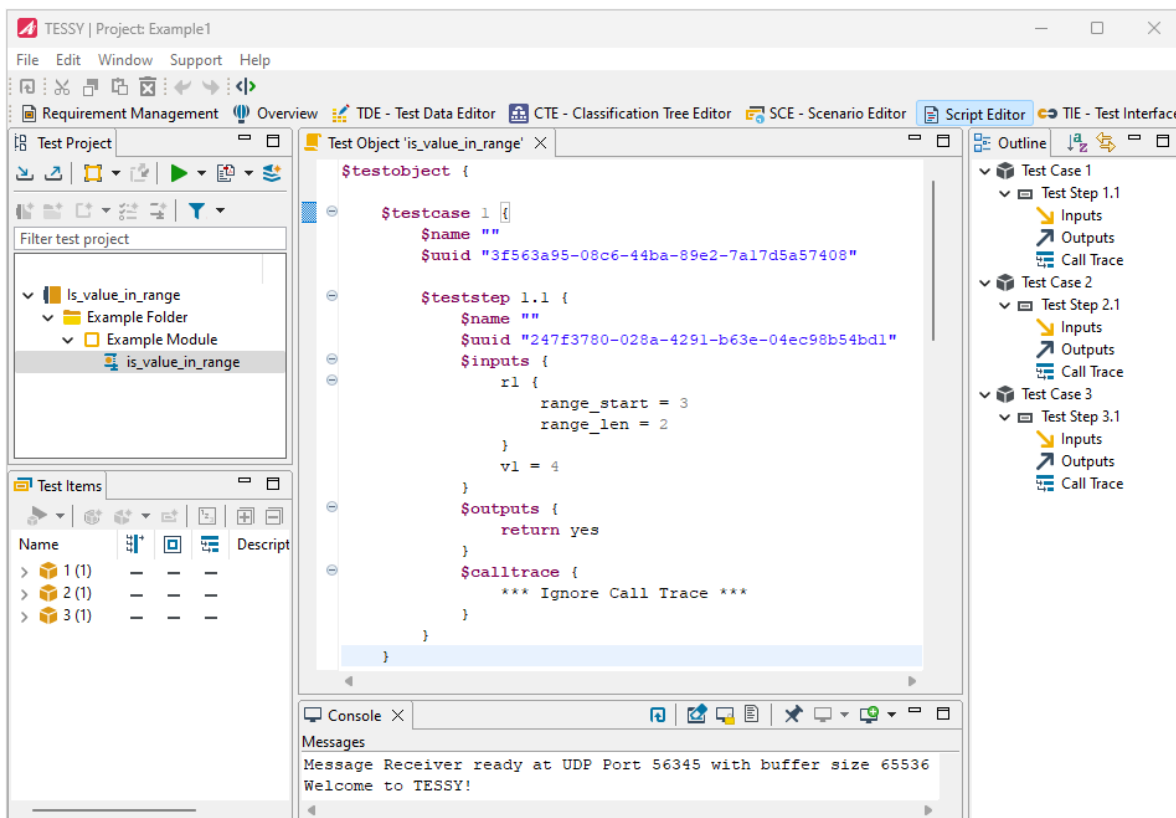 TESSY | Project: Example1
File Edit Window Support Help
Requirement Management Overview TDE - Test Data Editor CTE - Classification Tree Editor SCE - Scenario Editor Script Editor TIE - Test Interface
Test Project
Filter test project
Is_value_in_range
Example Folder
Example Module
is_value_in_range
Test Items
Name Descript
1 (1)
2 (1)
3 (1)
Test Object 'is_value_in_range'
$testobject {
$testcase 1 {
$name ""
$uuid "3f563a95-08c6-44ba-89e2-7a17d5a57408"
$teststep 1.1 {
$name ""
$uuid "247f3780-028a-4291-b63e-04ec98b54bd1"
$inputs {
r1 {
range_start = 3
range_len = 2
}
v1 = 4
}
$outputs {
return yes
}
$calltrace {
*** Ignore Call Trace ***
}
}
}
Console
Messages
Message Receiver ready at UDP Port 56345 with buffer size 65536
Welcome to TESSY!
Outline
Test Case 1
Test Step 1.1
Inputs
Outputs
Call Trace
Test Case 2
Test Step 2.1
Inputs
Outputs
Call Trace
Test Case 3
Test Step 3.1
Inputs
Outputs
Call Trace